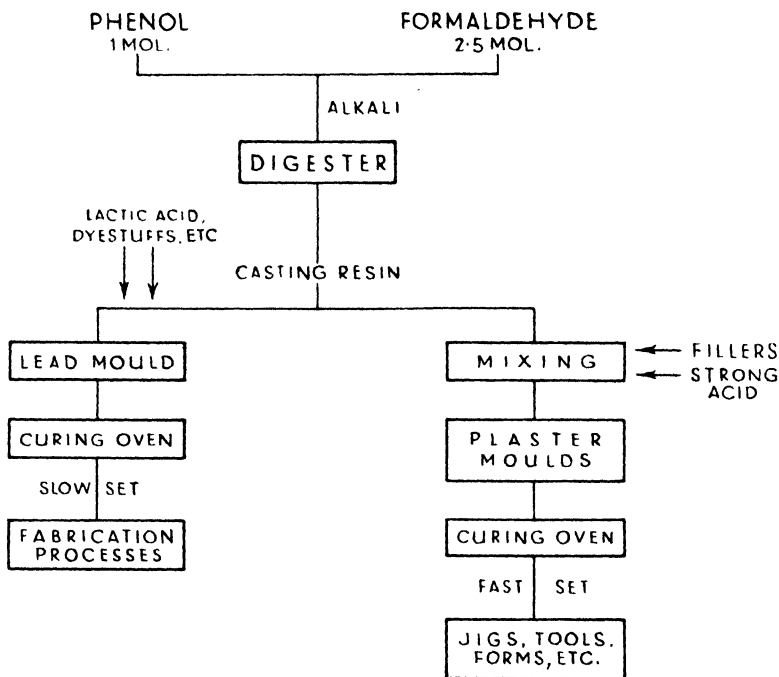 PHENOL
1 MOL.
FORMALDEHYDE
2·5 MOL.
ALKALI
DIGESTER
LACTIC ACID,
DYESTUFFS, ETC
CASTING RESIN
LEAD MOULD
CURING OVEN
SLOW SET
FABRICATION
PROCESSES
MIXING
FILLERS
STRONG
ACID
PLASTER
MOULDS
CURING OVEN
FAST SET
JIGS, TOOLS.
FORMS, ETC.